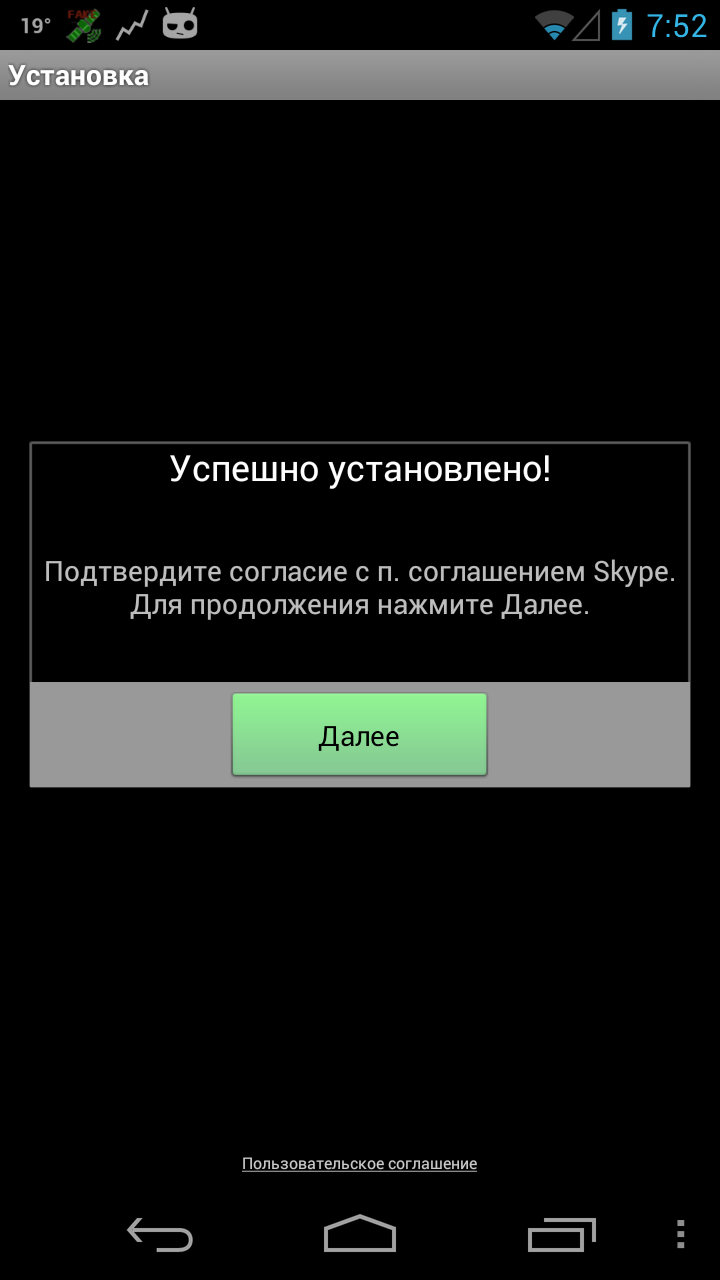 19°
FAKE
7:52
Установка
Успешно установлено!
Подтвердите согласие с п. соглашением Skype.
Для продолжения нажмите Далее.
Далее
Пользовательское соглашение